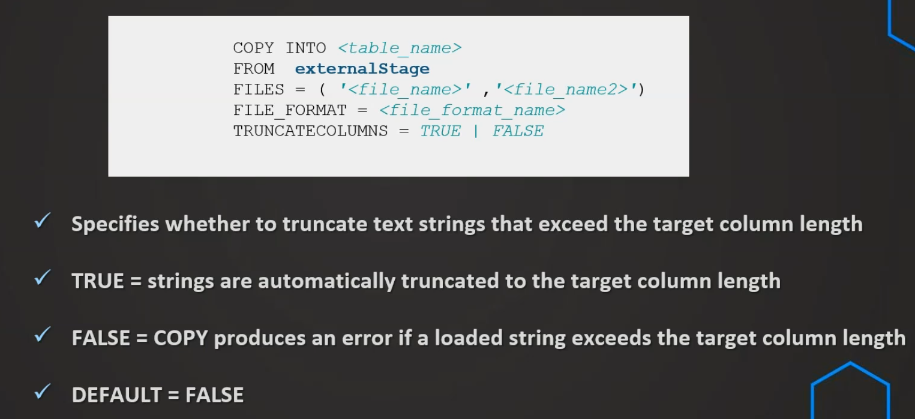 COPY INTO <table_name>
FROM externalStage
FILES = ( '<file_name>' ,'<file_name2>')
FILE_FORMAT = <file_format_name>
TRUNCATECOLUMNS = TRUE | FALSE
✓ Specifies whether to truncate text strings that exceed the target column length
✓ TRUE = strings are automatically truncated to the target column length
✓ FALSE = COPY produces an error if a loaded string exceeds the target column length
✓ DEFAULT = FALSE